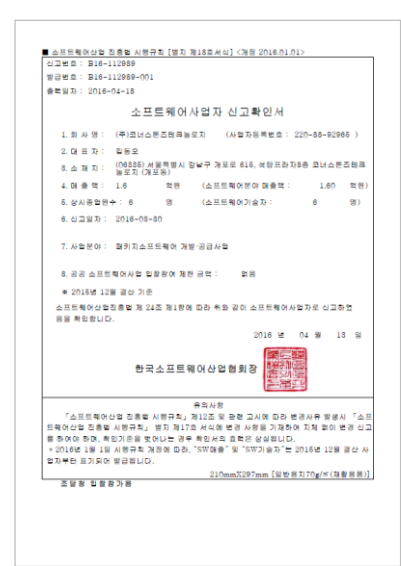 ■ 소프트웨어산업 진흥법 시행규칙 [별지 제18호서식] <개정 2016.01.01>
신고번호 : B16-112989
발급번호 : B16-112989-001
출력일자 : 2016-04-18
소프트웨어사업자 신고확인서
1. 회 사 명 : (주)코너스톤즈테크놀로지 (사업자등록번호 : 220-88-92965 )
2. 대 표 자 : 김동오
3. 소 재 지 : (06335) 서울특별시 강남구 개포로 615, 석탑프라자5층 코너스톤즈테크놀로지 (개포동)
4. 매 출 액 : 1.6 억원 (소프트웨어분야 매출액 : 1.60 억원)
5. 상시종업원수 : 6 명 (소프트웨어기술자 : 6 명)
6. 신고일자 : 2016-03-30
7. 사업분야 : 패키지소프트웨어 개발·공급사업
8. 공공 소프트웨어사업 입찰참여 제한 금액 : 없음
※ 2015년 12월 결산 기준
소프트웨어산업진흥법 제 24조 제1항에 따라 위와 같이 소프트웨어사업자로 신고하였
음을 확인합니다.
2016 년 04 월 18 일
한국소프트웨어산업협회장
유의사항
「소프트웨어산업 진흥법 시행규칙」 제12조 및 관련 고시에 따라 변경사유 발생시 「소프
트웨어산업 진흥법 시행규칙」 별지 제17호 서식에 변경 사항을 기재하여 지체 없이 변경 신고
를 하여야 하며, 확인기준을 벗어나는 경우 확인서의 효력은 상실됩니다.
* 2016년 1월 1일 시행규칙 개정에 따라, "SW매출" 및 "SW기술자"는 2015년 12월 결산 사
업자부터 표기되어 발급됩니다.
210mmX297mm [일반용지70g/㎡(재활용품)]
조달청 입찰참가용